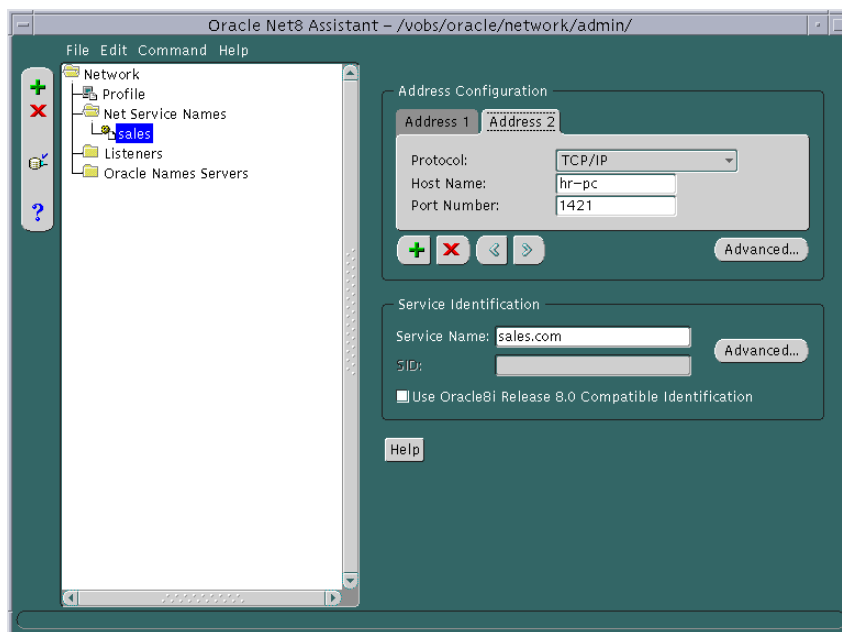 Oracle Net8 Assistant – /vobs/oracle/network/admin/
File Edit Command Help
Network
Profile
Net Service Names
sales
Listeners
Oracle Names Servers
?
Address Configuration
Address 1 Address 2
Protocol: TCP/IP
Host Name: hr-pc
Port Number: 1421
Advanced...
Service Identification
Service Name: sales.com
Advanced...
SID:
Use Oracle8i Release 8.0 Compatible Identification
Help